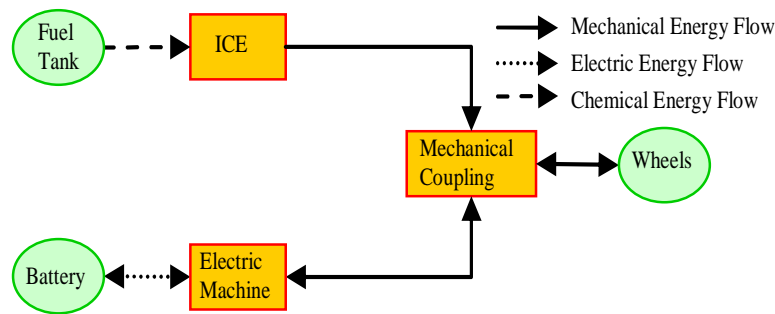 Fuel
Tank
ICE
Mechanical Energy Flow
Electric Energy Flow
Chemical Energy Flow
Mechanical
Coupling
Wheels
Battery
Electric
Machine